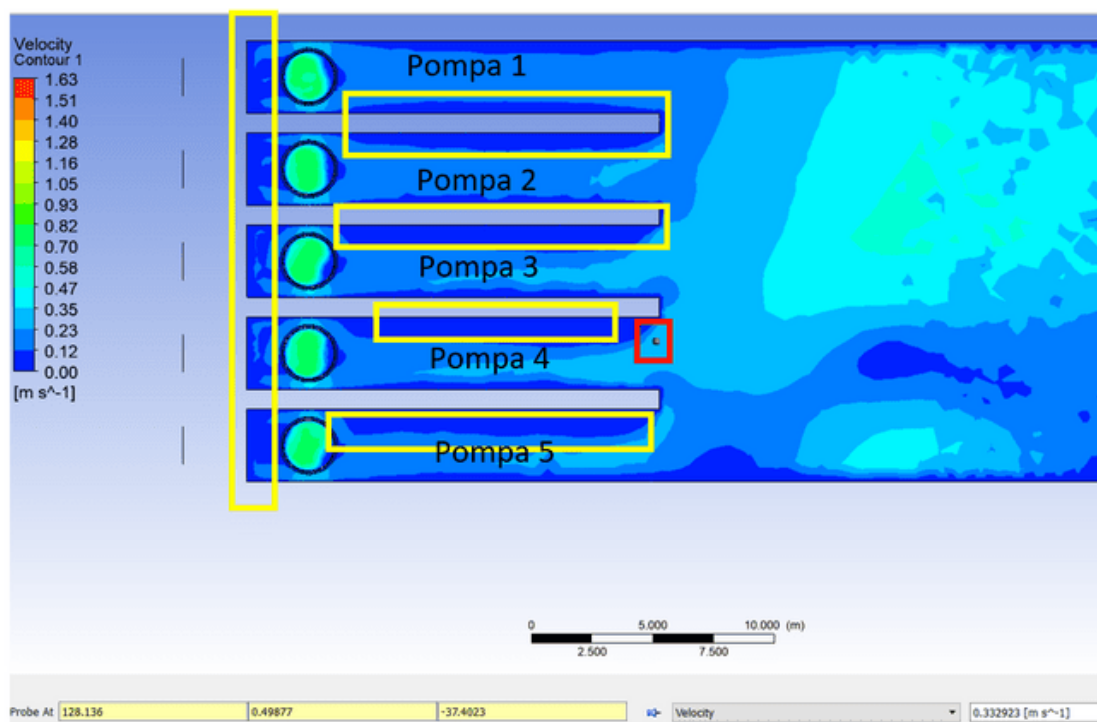 Velocity
Contour 1
1.63
1.51
1.40
1.28
1.16
1.05
0.93
0.82
0.70
0.58
0.47
0.35
0.23
0.12
0.00
[m s^-1]
Pompa 1
Pompa 2
Pompa 3
Pompa 4
Pompa 5
0 5.000 10.000 (m)
2.500 7.500
Probe At 128.136 0.49877 -37.4023 Velocity 0.332923 [m s^-1]